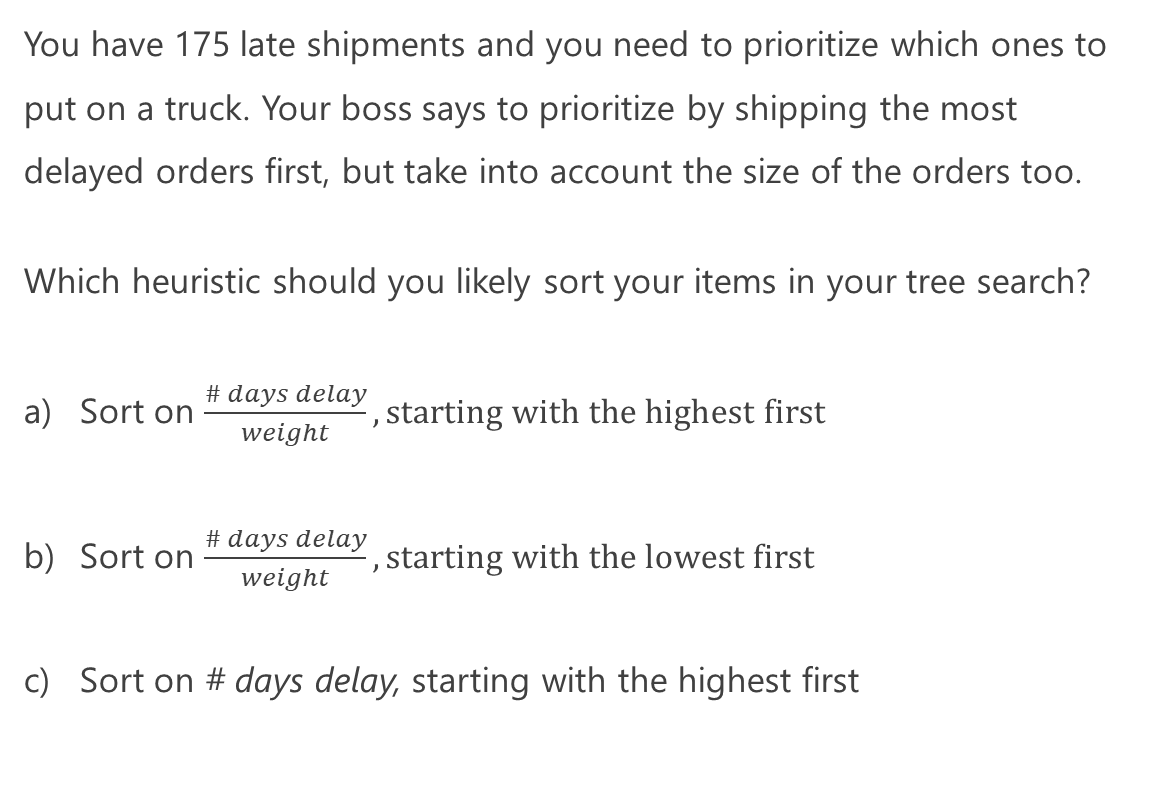 You have 175 late shipments and you need to prioritize which ones to
put on a truck. Your boss says to prioritize by shipping the most
delayed orders first, but take into account the size of the orders too.
Which heuristic should you likely sort your items in your tree search?
a) Sort on # days delay / weight , starting with the highest first
b) Sort on # days delay / weight , starting with the lowest first
c) Sort on # days delay, starting with the highest first